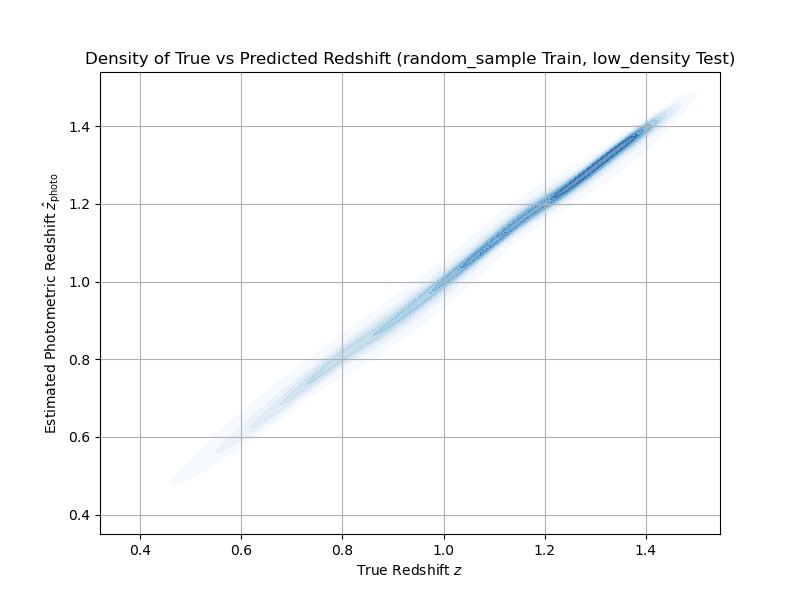 Density of True vs Predicted Redshift (random_sample Train, low_density Test)
Estimated Photometric Redshift ẑ_photo
1.4
1.2
1.0
0.8
0.6
0.4
0.4 0.6 0.8 1.0 1.2 1.4
True Redshift z